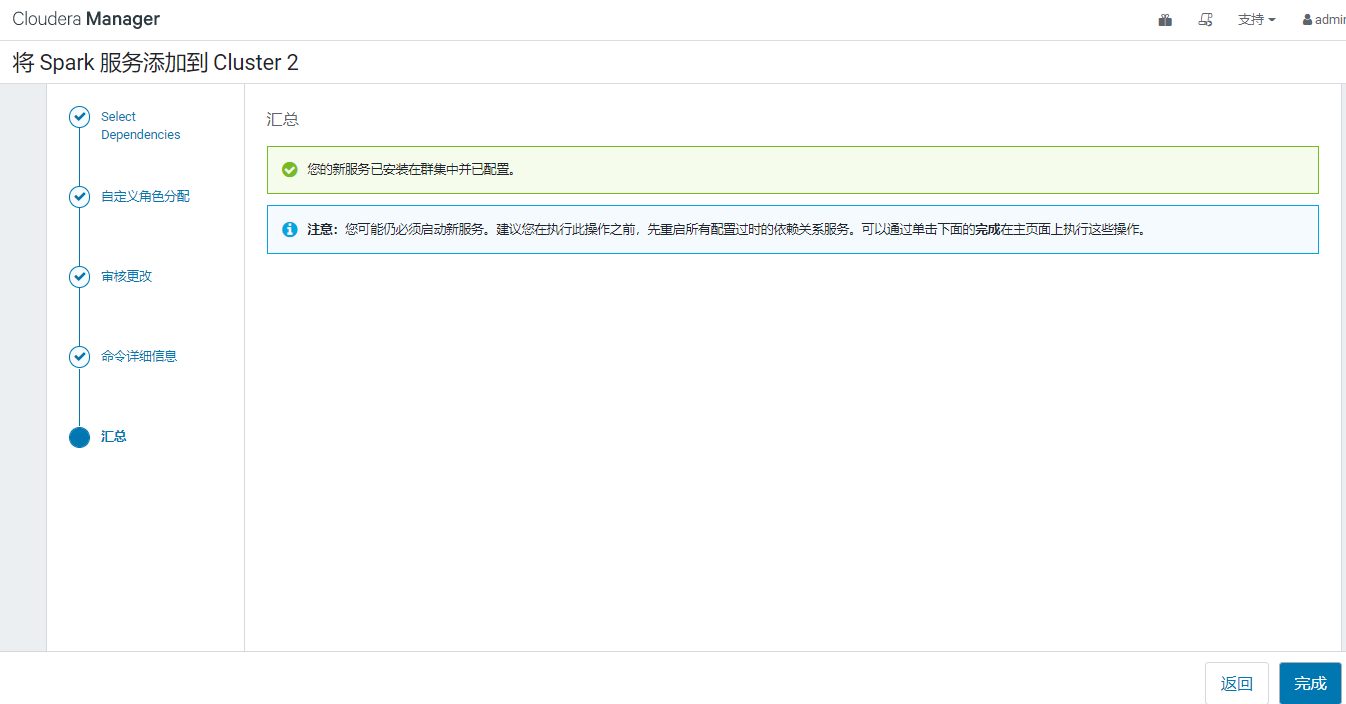 Cloudera Manager
支持
admin
将 Spark 服务添加到 Cluster 2
Select
Dependencies
自定义角色分配
审核更改
命令详细信息
汇总
汇总
您的新服务已安装在群集中并已配置。
注意：您可能仍必须启动新服务。建议您在执行此操作之前，先重启所有配置过时的依赖关系服务。可以通过单击下面的完成在主页面上执行这些操作。
返回
完成